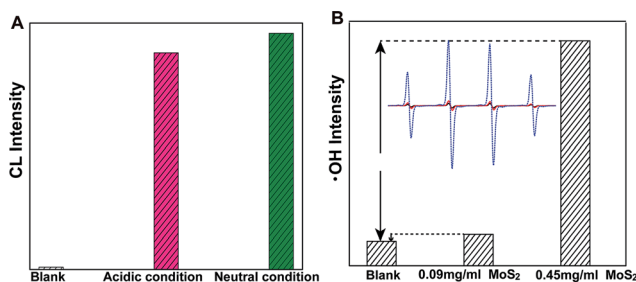 A
CL Intensity
Blank Acidic condition Neutral condition
B
•OH Intensity
Blank 0.09mg/ml MoS₂ 0.45mg/ml MoS₂